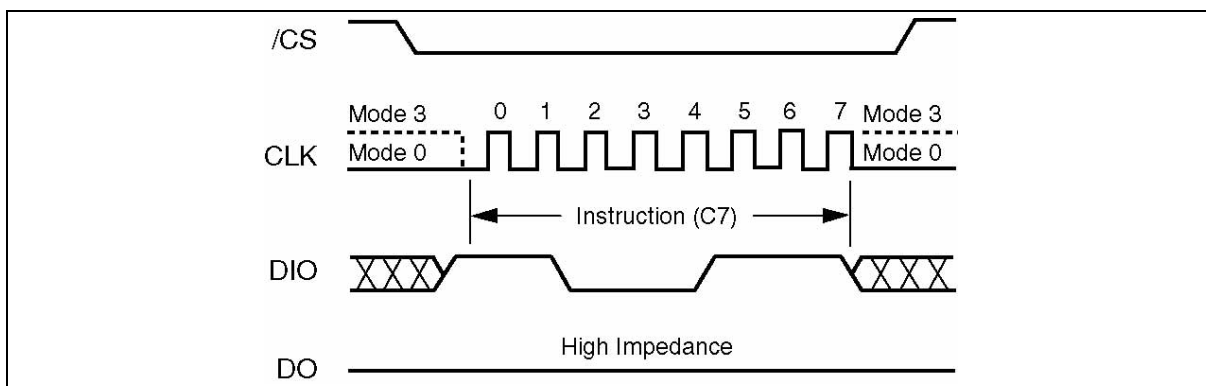 /CS
Mode 3 0 1 2 3 4 5 6 7 Mode 3
CLK Mode 0 Mode 0
Instruction (C7)
DIO
High Impedance
DO